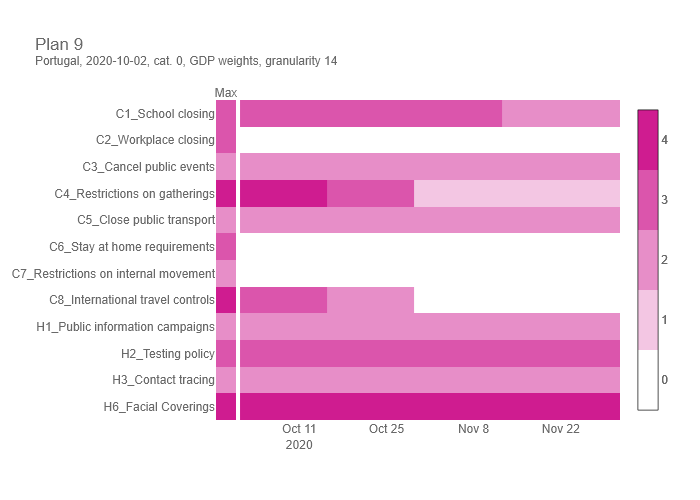 Plan 9
Portugal, 2020-10-02, cat. 0, GDP weights, granularity 14
Max
C1_School closing
C2_Workplace closing
C3_Cancel public events
C4_Restrictions on gatherings
C5_Close public transport
C6_Stay at home requirements
C7_Restrictions on internal movement
C8_International travel controls
H1_Public information campaigns
H2_Testing policy
H3_Contact tracing
H6_Facial Coverings
Oct 11
2020
Oct 25
Nov 8
Nov 22
4
3
2
1
0